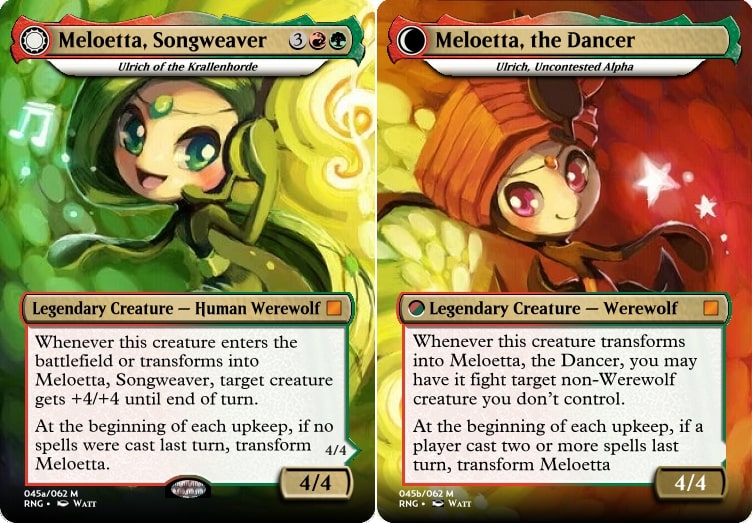 Meloetta, Songweaver 3
Ulrich of the Krallenhorde
Legendary Creature — Human Werewolf
Whenever this creature enters the
battlefield or transforms into
Meloetta, Songweaver, target creature
gets +4/+4 until end of turn.
At the beginning of each upkeep, if no
spells were cast last turn, transform
Meloetta.
4/4
4/4
045a/062 M
RNG • Watt
Meloetta, the Dancer
Ulrich, Uncontested Alpha
Legendary Creature — Werewolf
Whenever this creature transforms
into Meloetta, the Dancer, you may
have it fight target non-Werewolf
creature you don't control.
At the beginning of each upkeep, if a
player cast two or more spells last
turn, transform Meloetta
4/4
045b/062 M
RNG • Watt